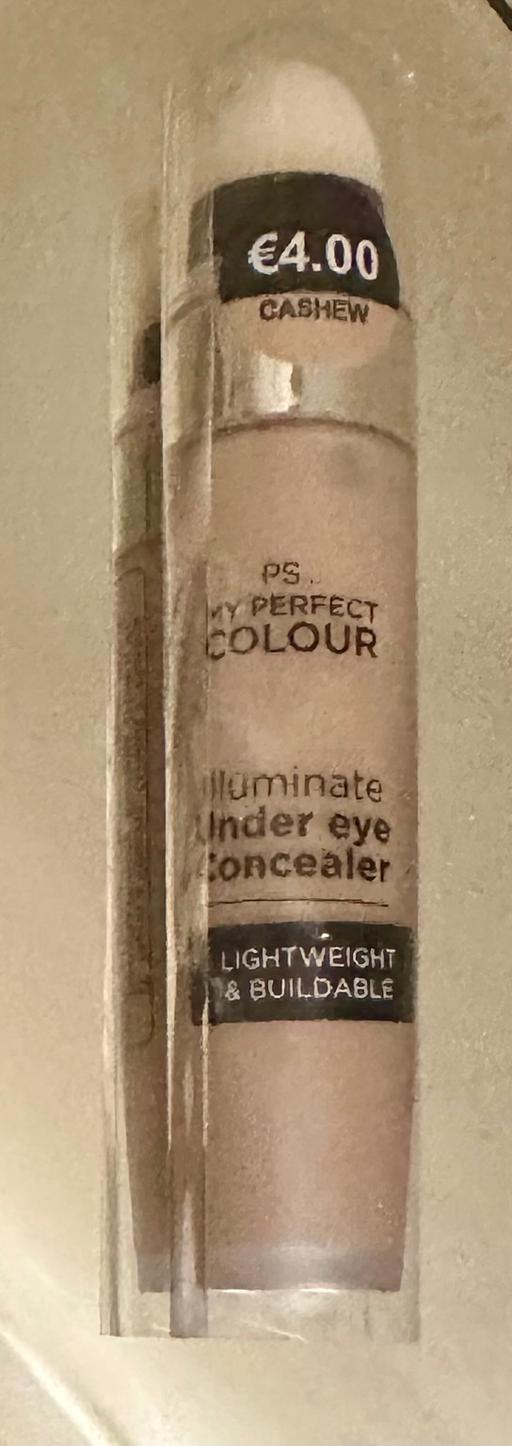 €4.00
CASHEW
PS...
MY PERFECT
COLOUR
Illuminate
Under eye
Concealer
LIGHTWEIGHT
& BUILDABLE